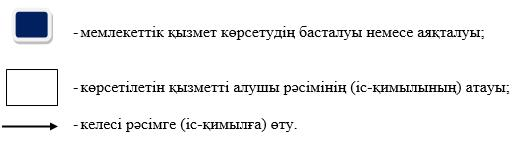 - мемлекеттік қызмет көрсетудің басталуы немесе аяқталуы;
- көрсетілетін қызметті алушы рәсімінің (іс-қимылының) атауы;
- келесі рәсімге (іс-қимылға) өту.